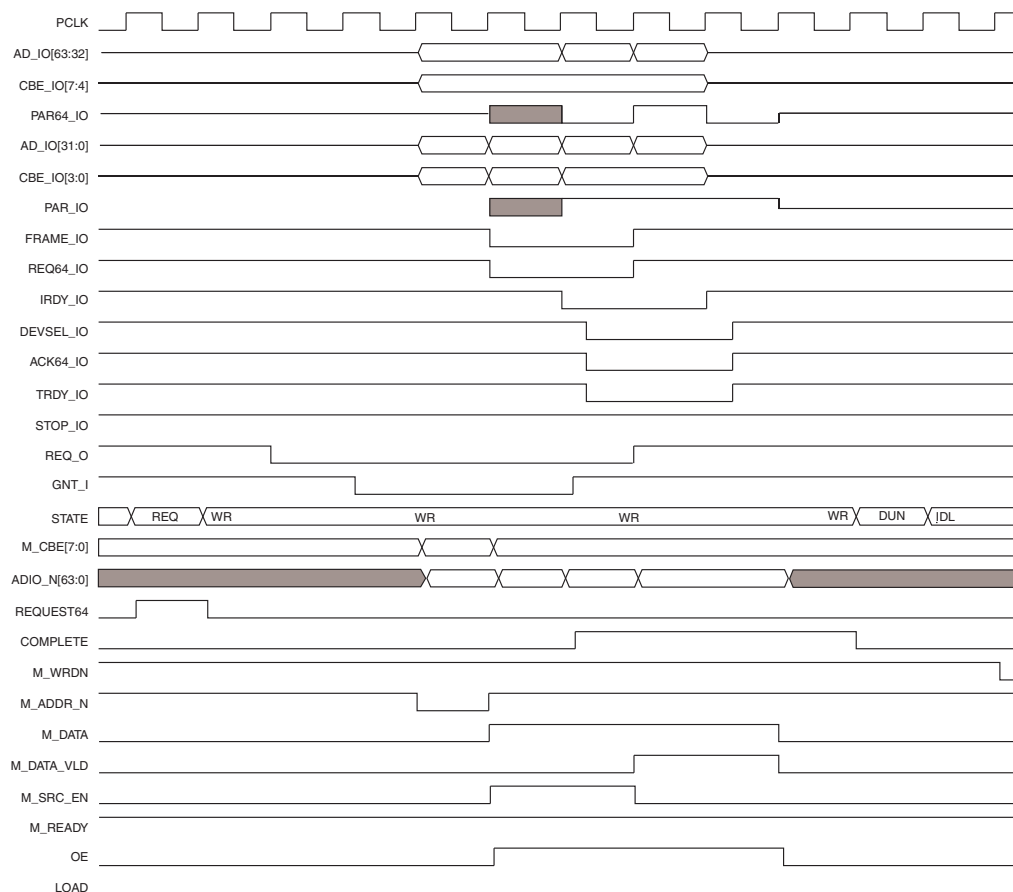 PCLK
AD_IO[63:32]
CBE_IO[7:4]
PAR64_IO
AD_IO[31:0]
CBE_IO[3:0]
PAR_IO
FRAME_IO
REQ64_IO
IRDY_IO
DEVSEL_IO
ACK64_IO
TRDY_IO
STOP_IO
REQ_O
GNT_I
STATE REQ WR WR WR WR DUN IDL
M_CBE[7:0]
ADIO_N[63:0]
REQUEST64
COMPLETE
M_WRDN
M_ADDR_N
M_DATA
M_DATA_VLD
M_SRC_EN
M_READY
OE
LOAD